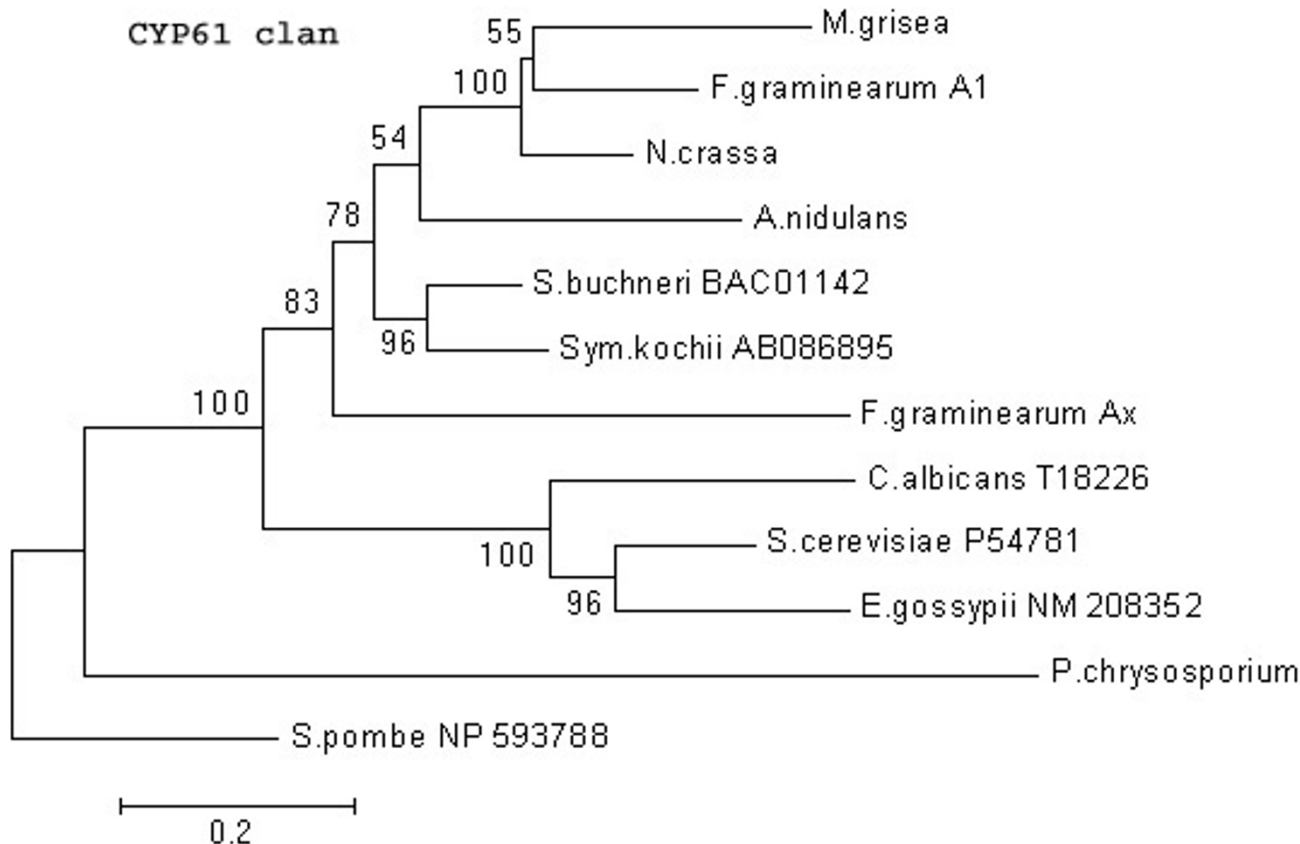 CYP61 clan
55
M.grisea
100
F.graminearum A1
54
N.crassa
78
A.nidulans
83
S.buchneri BAC01142
96
Sym.kochii AB086895
100
F.graminearum Ax
C.albicans T18226
100
S.cerevisiae P54781
96
E.gossypii NM 208352
P.chrysosporium
S.pombe NP 593788
0.2